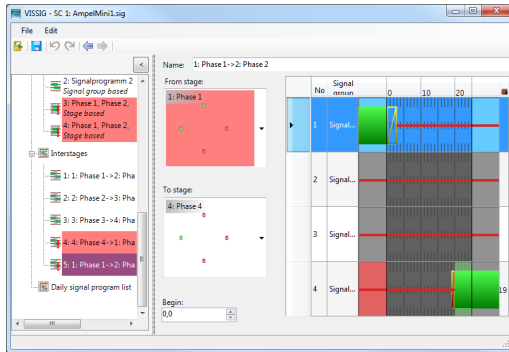 VISSIG - SC 1: AmpelMini1.sig
File Edit
Name: 1: Phase 1->2: Phase 2
2: Signalprogramm 2
Signal group based
3: Phase 1, Phase 2,
Stage based
4: Phase 1, Phase 2,
Stage based
Interstages
1: 1: Phase 1->2: Pha
2: 2: Phase 2->3: Pha
3: 3: Phase 3->4: Pha
4: 4: Phase 4->1: Pha
5: 1: Phase 1->2: Pha
Daily signal program list
From stage:
1: Phase 1
To stage:
4: Phase 4
Begin:
0,0
No Signal group 0 10 20
1 Signal...
2 Signal...
3 Signal...
4 Signal... 19